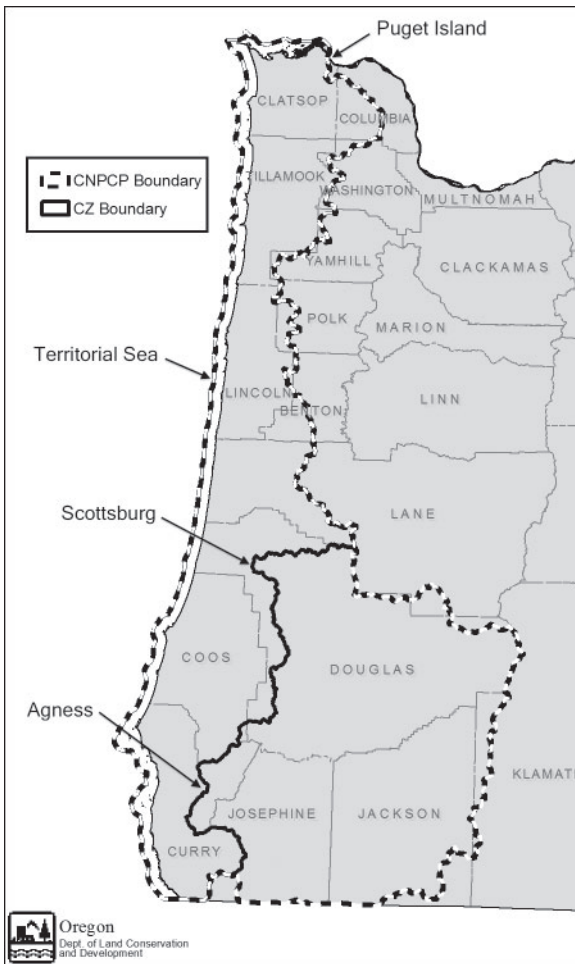 Puget Island
CLATSOP
COLUMBIA
CNPCP Boundary
CZ Boundary
TILLAMOOK
WASHINGTON
MULTNOMAH
YAMHILL
CLACKAMAS
POLK
MARION
Territorial Sea
LINCOLN
BENTON
LINN
Scottsburg
LANE
COOS
DOUGLAS
Agness
KLAMAT
JOSEPHINE
JACKSON
CURRY
Oregon
Dept. of Land Conservation
and Development